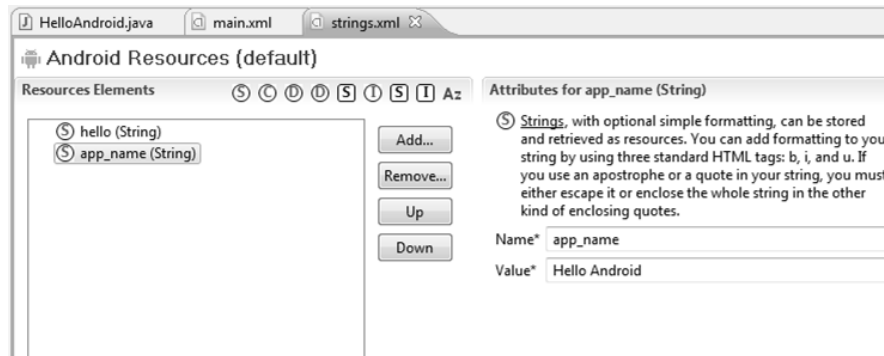 HelloAndroid.java main.xml strings.xml
Android Resources (default)
Resources Elements S C D D S I S I Az
S hello (String)
S app_name (String)
Add...
Remove...
Up
Down
Attributes for app_name (String)
S Strings, with optional simple formatting, can be stored
and retrieved as resources. You can add formatting to you
string by using three standard HTML tags: b, i, and u. If
you use an apostrophe or a quote in your string, you must
either escape it or enclose the whole string in the other
kind of enclosing quotes.
Name* app_name
Value* Hello Android